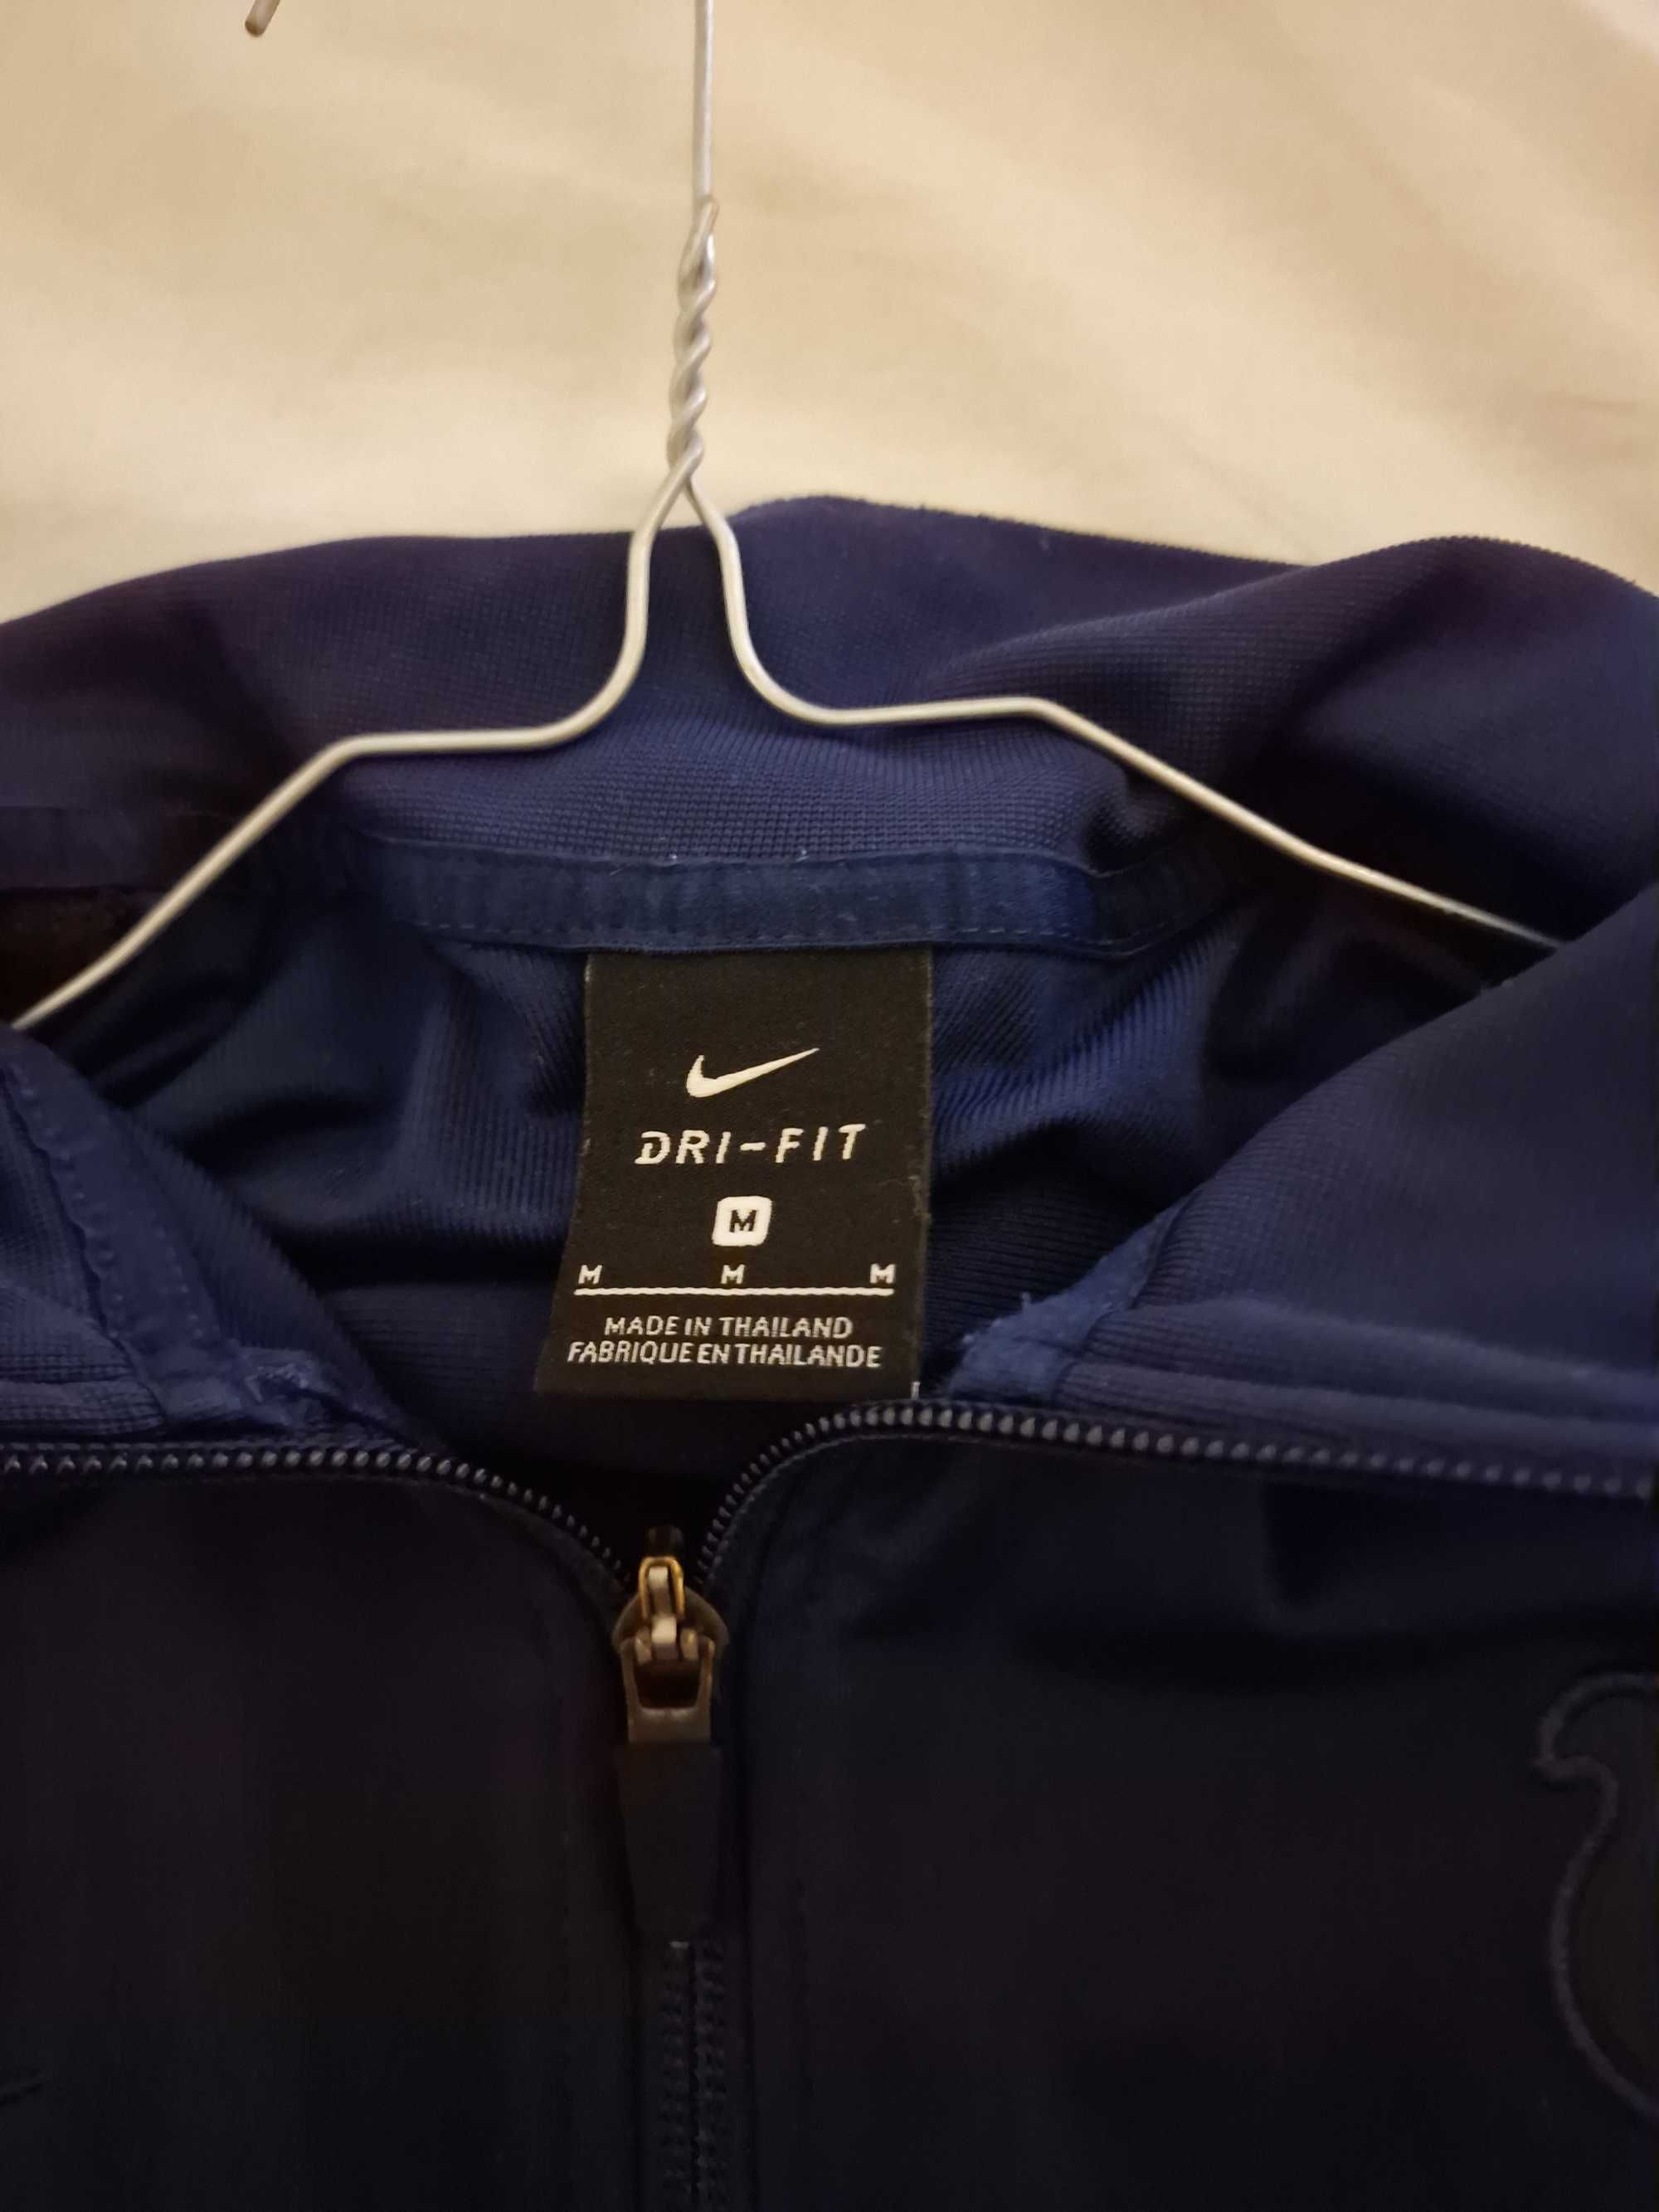 DRI-FIT
M
M M M
MADE IN THAILAND
FABRIQUE EN THAILANDE